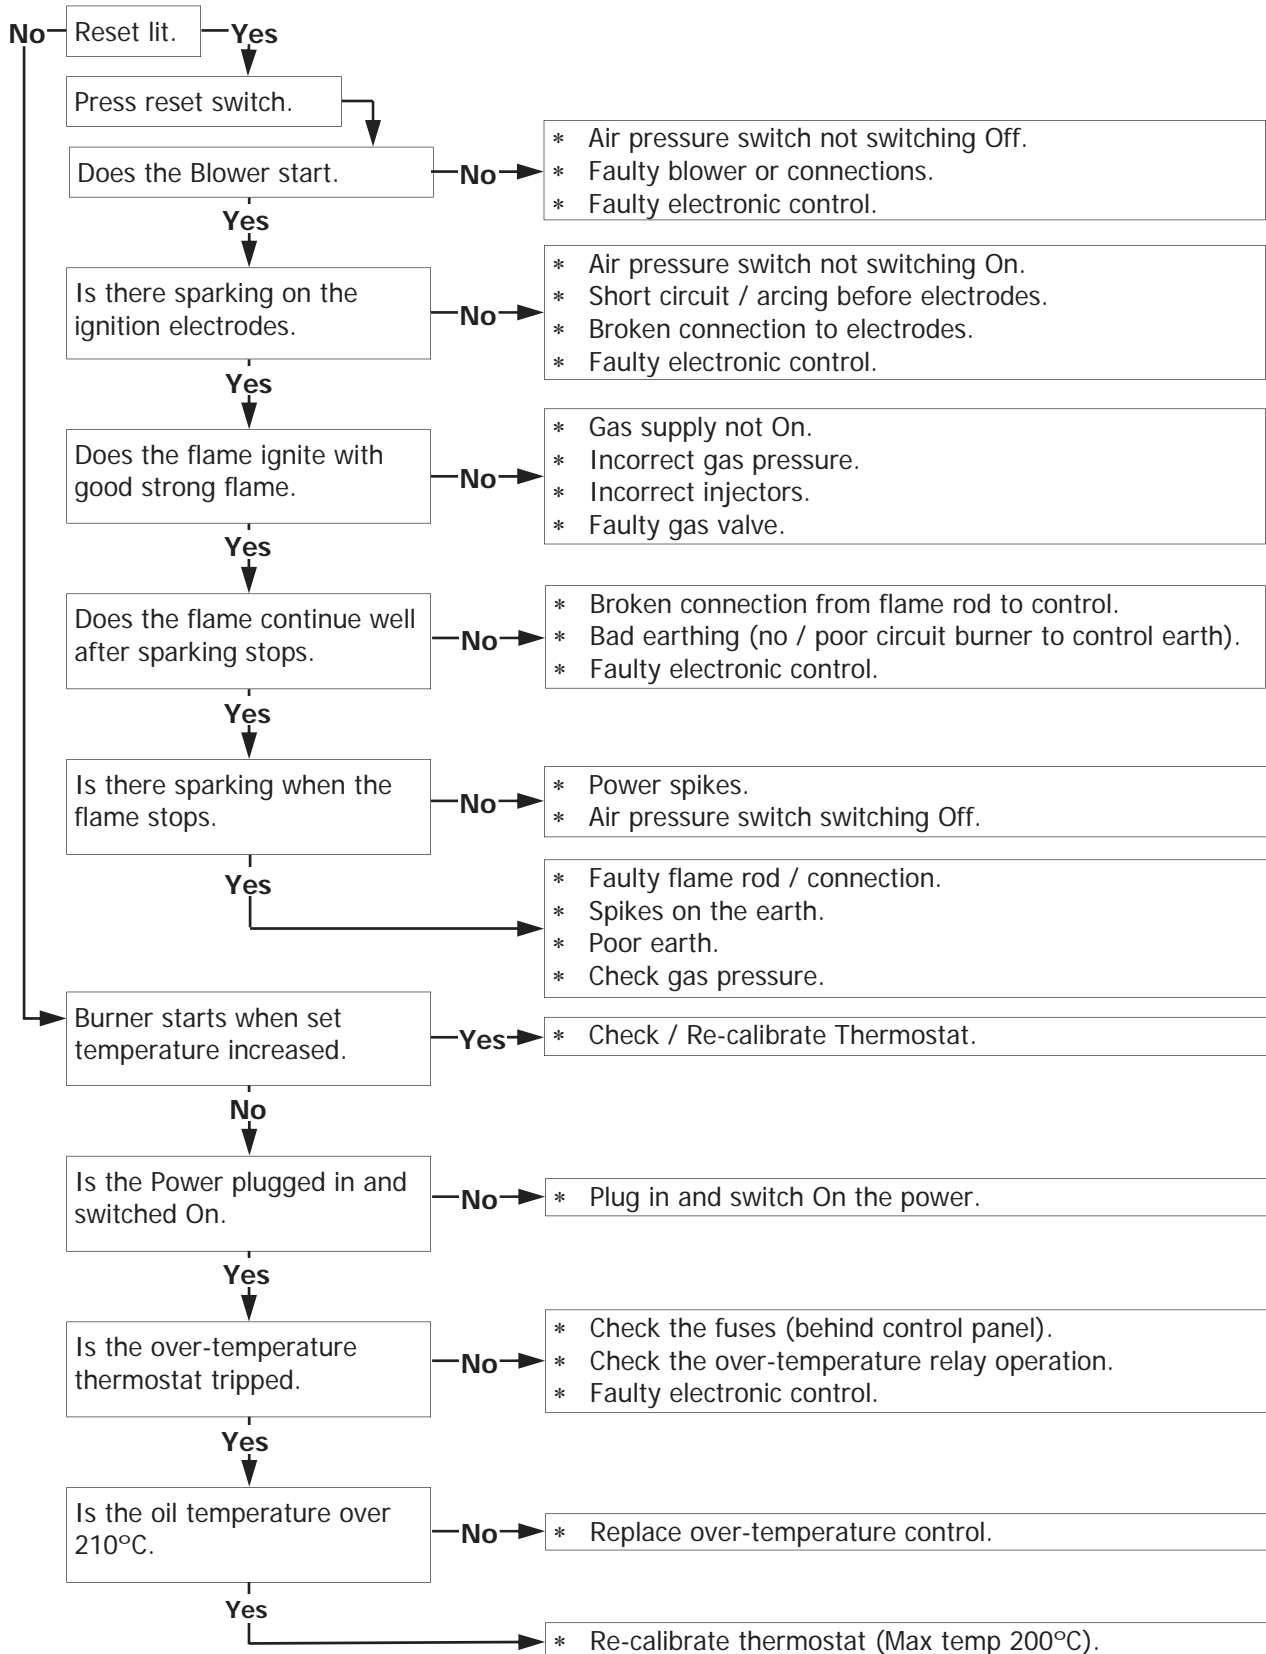 No
Reset lit.
Yes
Press reset switch.
Does the Blower start.
No
* Air pressure switch not switching Off.
* Faulty blower or connections.
* Faulty electronic control.
Yes
Is there sparking on the
ignition electrodes.
No
* Air pressure switch not switching On.
* Short circuit / arcing before electrodes.
* Broken connection to electrodes.
* Faulty electronic control.
Yes
Does the flame ignite with
good strong flame.
No
* Gas supply not On.
* Incorrect gas pressure.
* Incorrect injectors.
* Faulty gas valve.
Yes
Does the flame continue well
after sparking stops.
No
* Broken connection from flame rod to control.
* Bad earthing (no / poor circuit burner to control earth).
* Faulty electronic control.
Yes
Is there sparking when the
flame stops.
No
* Power spikes.
* Air pressure switch switching Off.
Yes
* Faulty flame rod / connection.
* Spikes on the earth.
* Poor earth.
* Check gas pressure.
Burner starts when set
temperature increased.
Yes
* Check / Re-calibrate Thermostat.
No
Is the Power plugged in and
switched On.
No
* Plug in and switch On the power.
Yes
Is the over-temperature
thermostat tripped.
No
* Check the fuses (behind control panel).
* Check the over-temperature relay operation.
* Faulty electronic control.
Yes
Is the oil temperature over
210°C.
No
* Replace over-temperature control.
Yes
* Re-calibrate thermostat (Max temp 200°C).